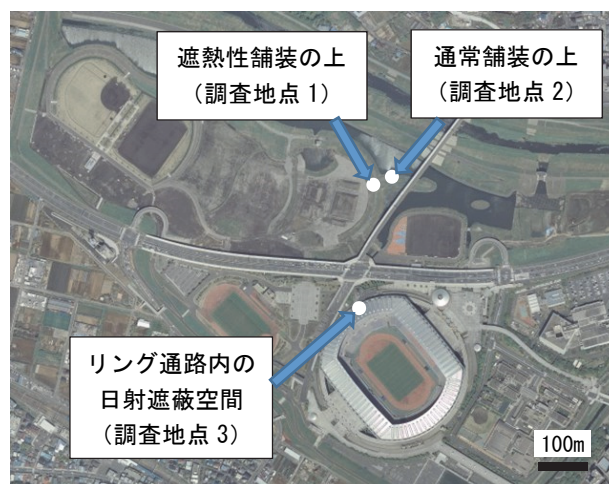 遮熱性舗装の上
（調査地点 1）
通常舗装の上
（調査地点 2）
リング通路内の
日射遮蔽空間
（調査地点 3）
100m